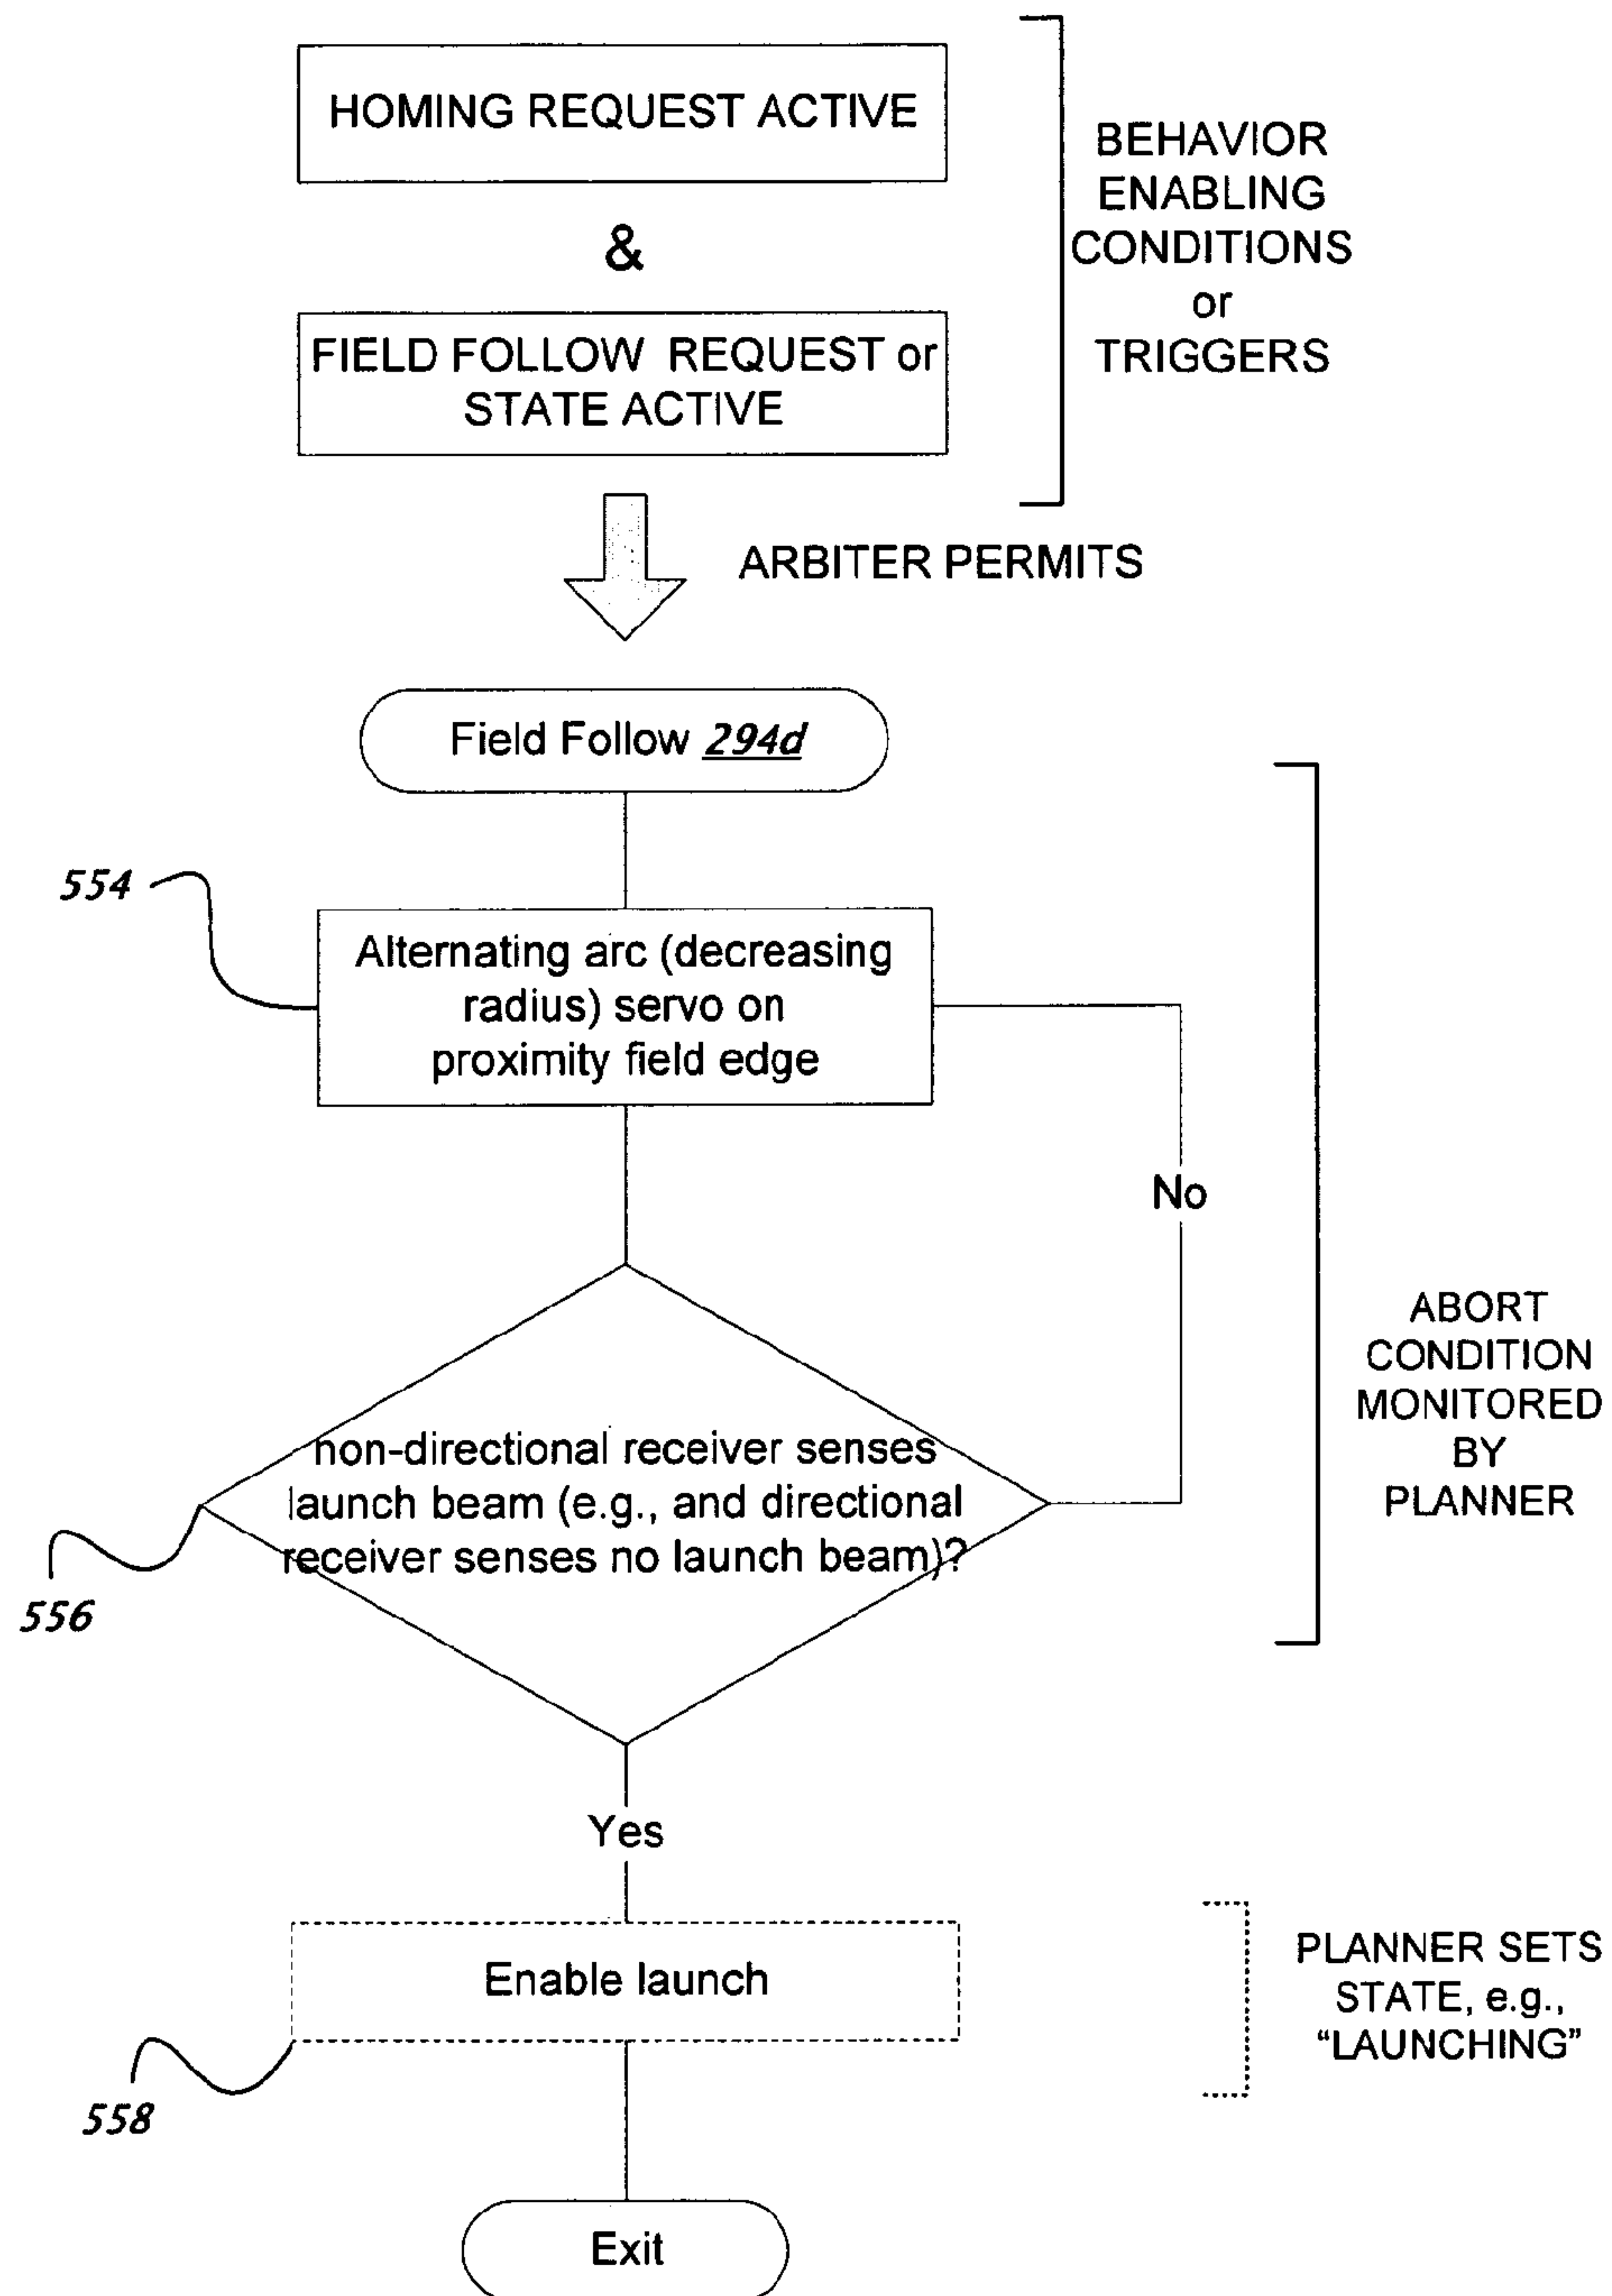 HOMING REQUEST ACTIVE
&
FIELD FOLLOW REQUEST or
STATE ACTIVE
BEHAVIOR
ENABLING
CONDITIONS
or
TRIGGERS
ARBITER PERMITS
Field Follow 294d
554
Alternating arc (decreasing
radius) servo on
proximity field edge
No
non-directional receiver senses
launch beam (e.g., and directional
receiver senses no launch beam)?
556
ABORT
CONDITION
MONITORED
BY
PLANNER
Yes
Enable launch
558
PLANNER SETS
STATE, e.g.,
“LAUNCHING”
Exit